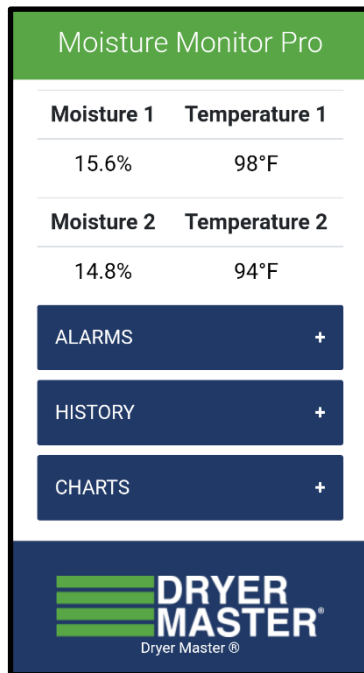 Moisture Monitor Pro
Moisture 1 Temperature 1
15.6% 98°F
Moisture 2 Temperature 2
14.8% 94°F
ALARMS +
HISTORY +
CHARTS +
DRYER
MASTER®
Dryer Master ®